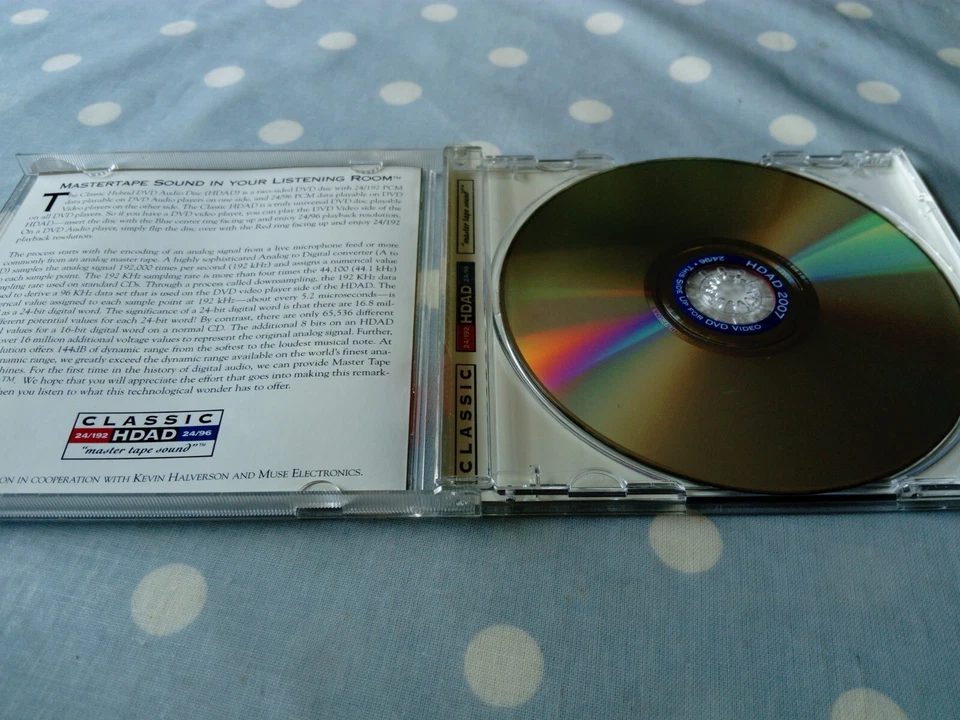 MASTERTAPE SOUND IN YOUR LISTENING ROOM™
The Classic Hybrid DVD Audio Disc (HDAD) is a two-sided DVD disc with 24/192 PCM
data playable on DVD Audio players on one side, and 24/96 PCM data playable on DVD
Video players on the other side. The Classic HDAD is a truly universal DVD disc playable
on all DVD players. So if you have a DVD video player, you can play the DVD Video side of the
HDAD—insert the disc with the Blue center ring facing up and enjoy 24/96 playback resolution.
On a DVD Audio player, simply flip the disc over with the Red ring facing up and enjoy 24/192
playback resolution.
The process starts with the encoding of an analog signal from a live microphone feed or more
commonly from an analog master tape. A highly sophisticated Analog to Digital converter (A to
D) samples the analog signal 192,000 times per second (192 kHz) and assigns a numerical value
to each sample point. The 192 KHz sampling rate is more than four times the 44,100 (44.1 kHz)
sampling rate used on standard CDs. Through a process called downsampling, the 192 KHz data
used to derive a 96 KHz data set that is used on the DVD video player side of the HDAD. The
erical value assigned to each sample point at 192 kHz—about every 5.2 microseconds—is
as a 24-bit digital word. The significance of a 24-bit digital word is that there are 16.8 mil-
fferent potential values for each 24-bit word! By contrast, there are only 65,536 different
l values for a 16-bit digital word on a normal CD. The additional 8 bits on an HDAD
over 16 million additional voltage values to represent the original analog signal. Further,
lution offers 144dB of dynamic range from the softest to the loudest musical note. At
namic range, we greatly exceed the dynamic range available on the world's finest ana-
hines. For the first time in the history of digital audio, we can provide Master Tape
™. We hope that you will appreciate the effort that goes into making this remark-
hen you listen to what this technological wonder has to offer.
CLASSIC
24/192 HDAD 24/96
"master tape sound"™
ON IN COOPERATION WITH KEVIN HALVERSON AND MUSE ELECTRONICS.
CLASSIC
24/192 HDAD 24/96
"master tape sound"™
HDAD 2007
24/96 • THIS SIDE UP FOR DVD VIDEO